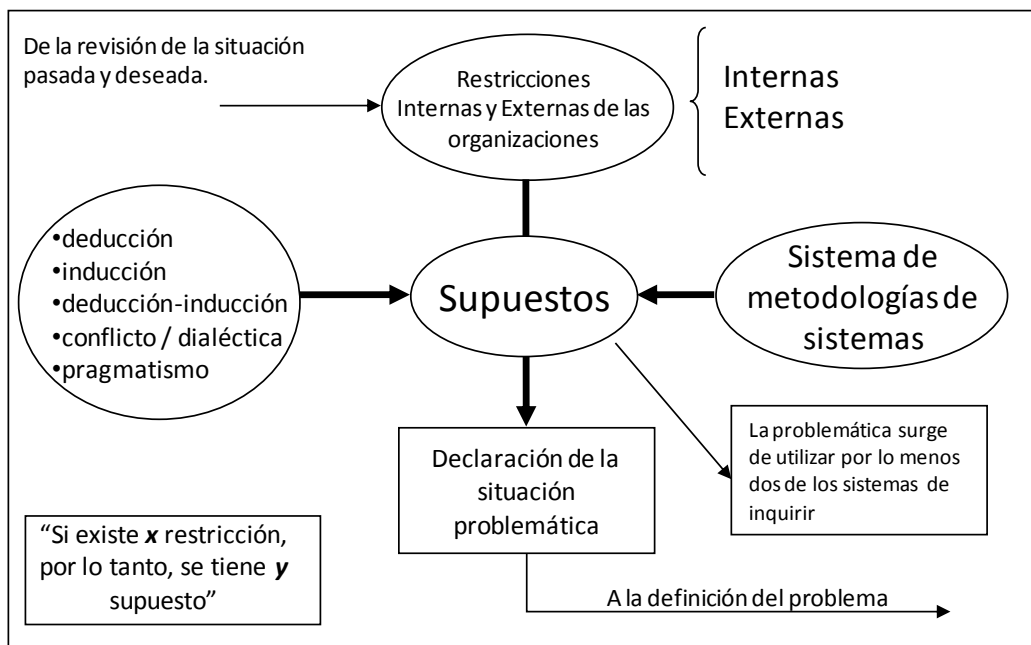 De la revisión de la situación
pasada y deseada.
Restricciones
Internas y Externas de las
organizaciones
Internas
Externas
•deducción
•inducción
•deducción-inducción
•conflicto / dialéctica
•pragmatismo
Supuestos
Sistema de
metodologías de
sistemas
Declaración de la
situación
problemática
La problemática surge
de utilizar por lo menos
dos de los sistemas de
inquirir
“Si existe x restricción,
por lo tanto, se tiene y
supuesto”
A la definición del problema